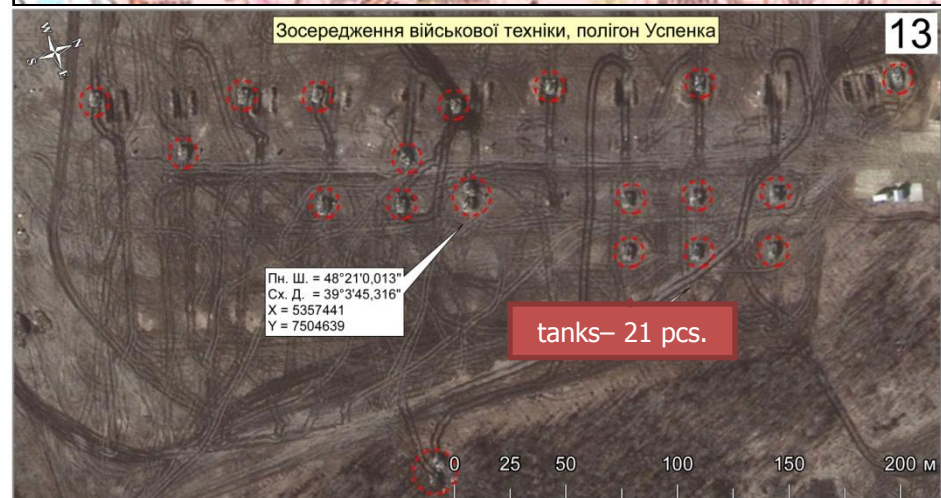 Зосередження військової техніки, полігон Успенка
13
W
N
S
E
Пн. Ш. = 48°21'0,013"
Сх. Д. = 39°3'45,316"
X = 5357441
Y = 7504639
tanks– 21 pcs.
0 25 50 100 150 200 м